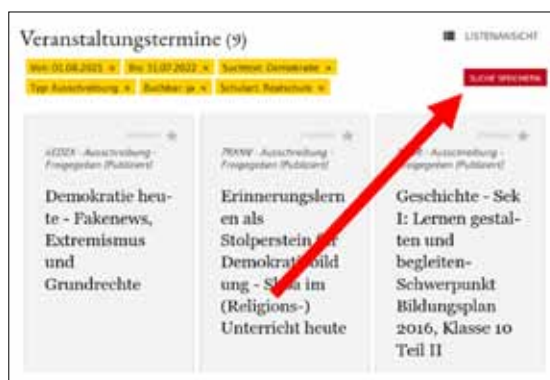 Veranstaltungstermine (9)
LISTENANSICHT
Von: 01.08.2021 × Bis: 31.07.2022 × Suchtext: Demokratie ×
Typ: Ausschreibung × Buchbar: ja × Schulart: Realschule ×
SUCHE SPEICHERN
- Ausschreibung -
Freigegeben (Publiziert)
Demokratie heu-
te - Fakenews,
Extremismus
und
Grundrechte
- Ausschreibung -
Freigegeben (Publiziert)
Erinnerungslern
en als
Stolperstein für
Demokratiebild
ung - Shoa im
(Religions-)
Unterricht heute
- Ausschreibung -
Freigegeben (Publiziert)
Geschichte - Sek
I: Lernen gestal-
ten und
begleiten-
Schwerpunkt
Bildungsplan
2016, Klasse 10
Teil II